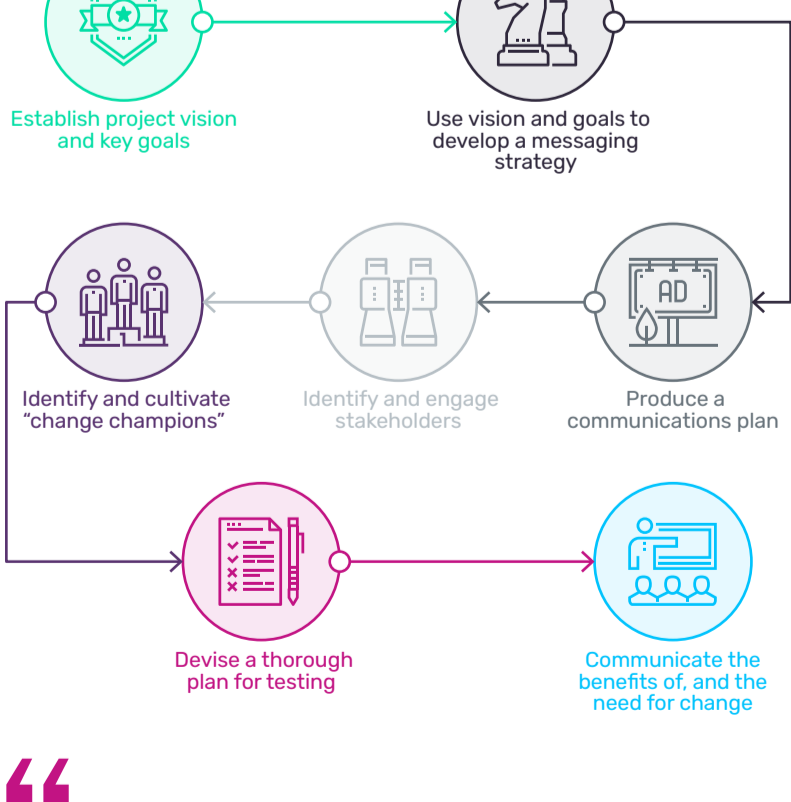 Establish project vision
and key goals
Use vision and goals to
develop a messaging
strategy
AD
Produce a
communications plan
Identify and engage
stakeholders
Identify and cultivate
“change champions”
Devise a thorough
plan for testing
Communicate the
benefits of, and the
need for change
“